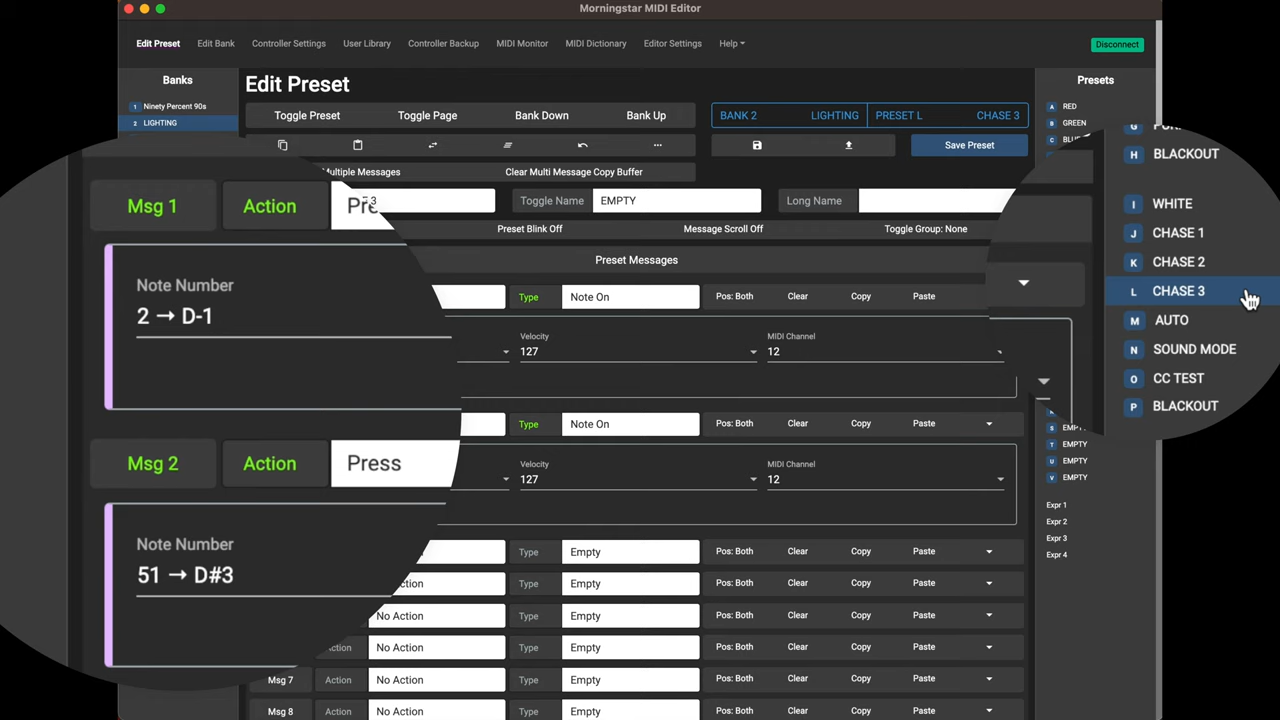 Morningstar MIDI Editor
Edit Preset Edit Bank Controller Settings User Library Controller Backup MIDI Monitor MIDI Dictionary Editor Settings Help Disconnect
Banks
1 Ninety Percent 90s
2 LIGHTING
Edit Preset
Toggle Preset Toggle Page Bank Down Bank Up
BANK 2 LIGHTING PRESET L CHASE 3
Save Preset
Multiple Messages Clear Multi Message Copy Buffer
3 Toggle Name EMPTY Long Name
Preset Blink Off Message Scroll Off Toggle Group: None
Preset Messages
Msg 1 Action
Note Number
2 → D-1
Type Note On Pos: Both Clear Copy Paste
Velocity
127
MIDI Channel
12
Msg 2 Action Press
Note Number
51 → D#3
Type Note On Pos: Both Clear Copy Paste
Velocity
127
MIDI Channel
12
Type Empty Pos: Both Clear Copy Paste
Type Empty Pos: Both Clear Copy Paste
No Action Type Empty Pos: Both Clear Copy Paste
No Action Type Empty Pos: Both Clear Copy Paste
Msg 7 Action No Action Type Empty Pos: Both Clear Copy Paste
Msg 8 Action No Action Type Empty Pos: Both Clear Copy Paste
Presets
A RED
B GREEN
C
G
H BLACKOUT
I WHITE
J CHASE 1
K CHASE 2
L CHASE 3
M AUTO
N SOUND MODE
O CC TEST
P BLACKOUT
S EMPTY
T EMPTY
U EMPTY
V EMPTY
Expr 1
Expr 2
Expr 3
Expr 4